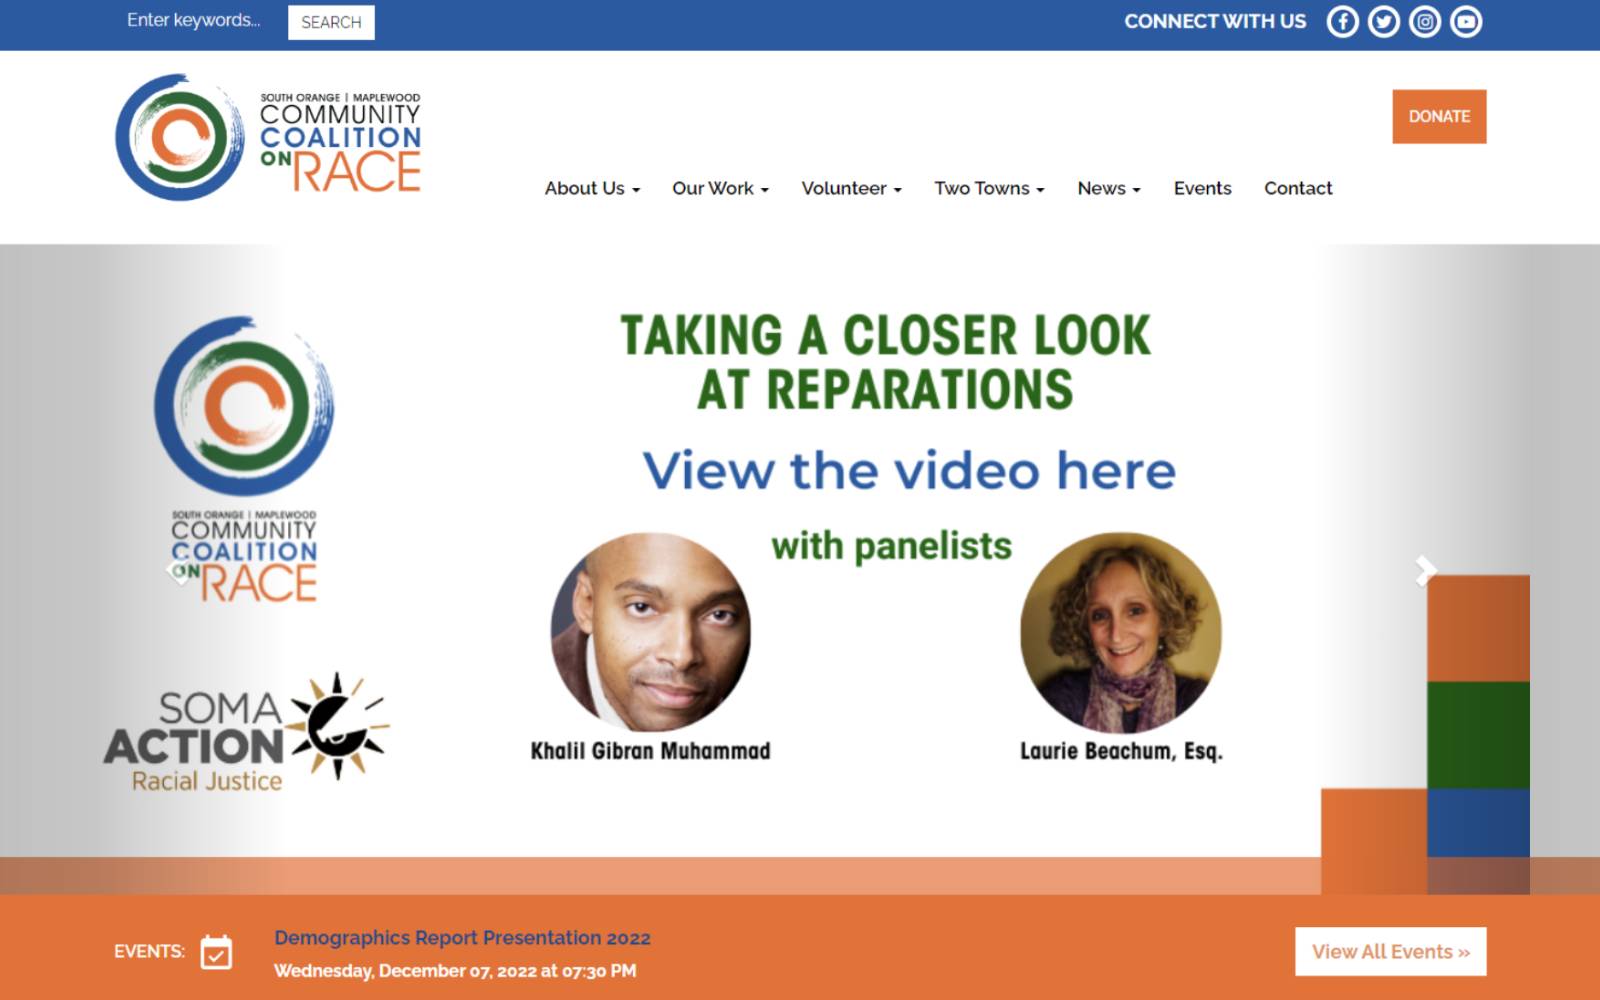 Enter keywords...
SEARCH
CONNECT WITH US
SOUTH ORANGE | MAPLEWOOD
COMMUNITY
COALITION
ON RACE
DONATE
About Us
Our Work
Volunteer
Two Towns
News
Events
Contact
TAKING A CLOSER LOOK
AT REPARATIONS
View the video here
with panelists
Khalil Gibran Muhammad
Laurie Beachum, Esq.
SOUTH ORANGE | MAPLEWOOD
COMMUNITY
COALITION
ON RACE
SOMA
ACTION
Racial Justice
EVENTS:
Demographics Report Presentation 2022
Wednesday, December 07, 2022 at 07:30 PM
View All Events »